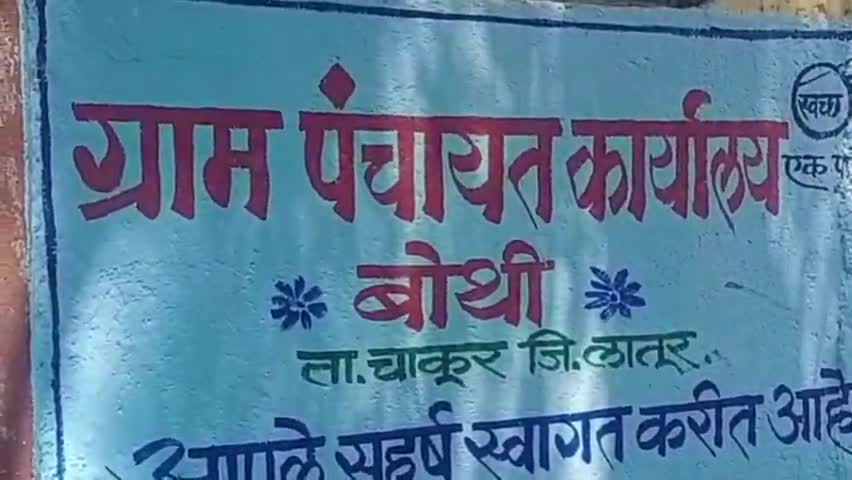 ग्राम पंचायत कार्यालय
स्वच्छ
एक
बोथी
ता.चाकूर जि.लातूर.
आपले सहर्ष स्वागत करीत आहे